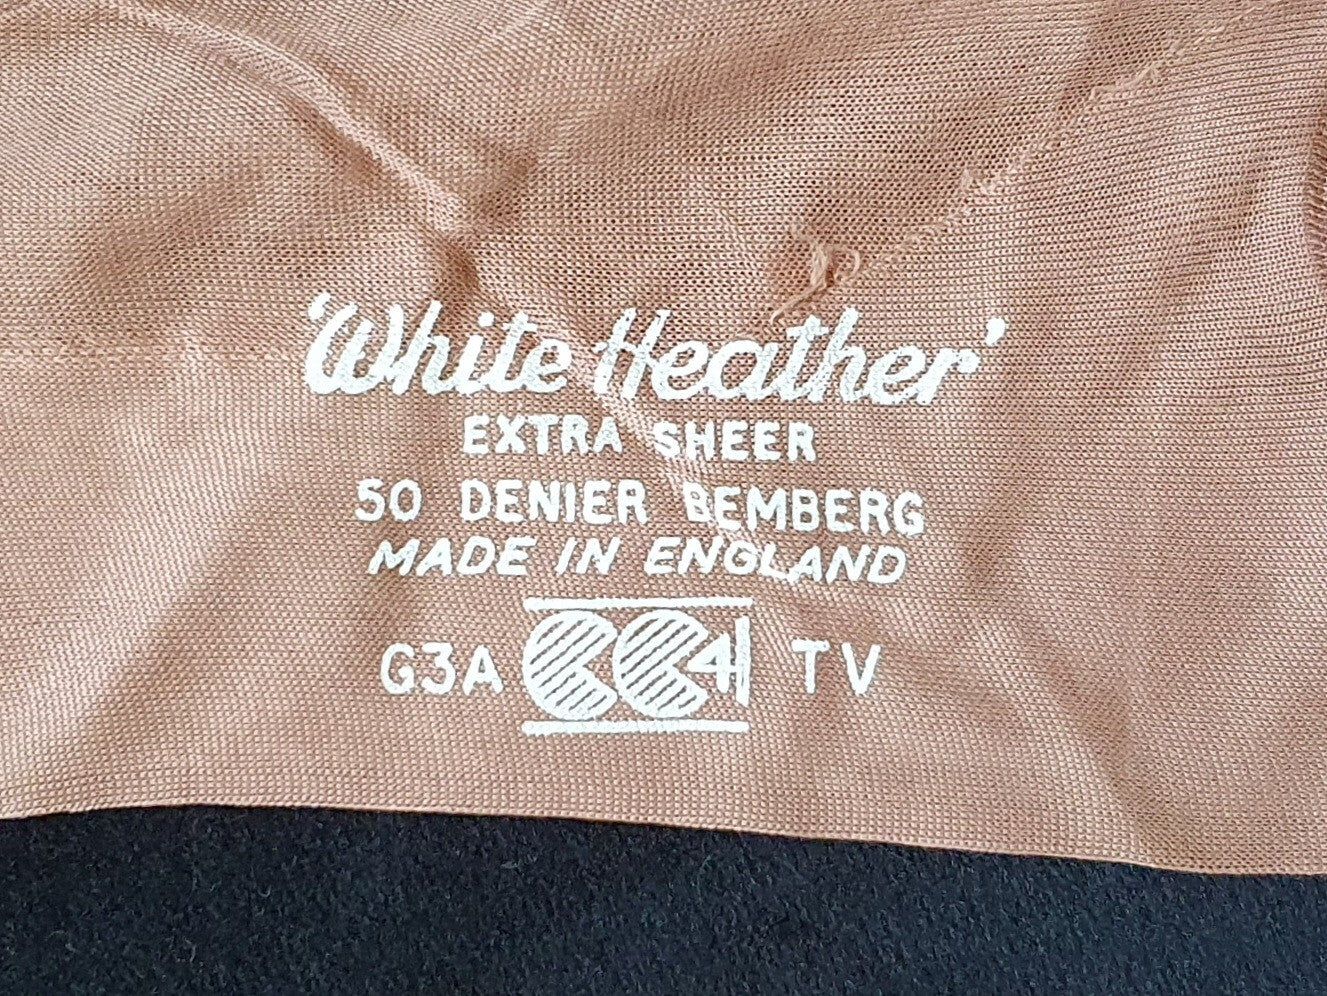 'White Heather'
EXTRA SHEER
50 DENIER BEMBERG
MADE IN ENGLAND
G3A CC41 TV